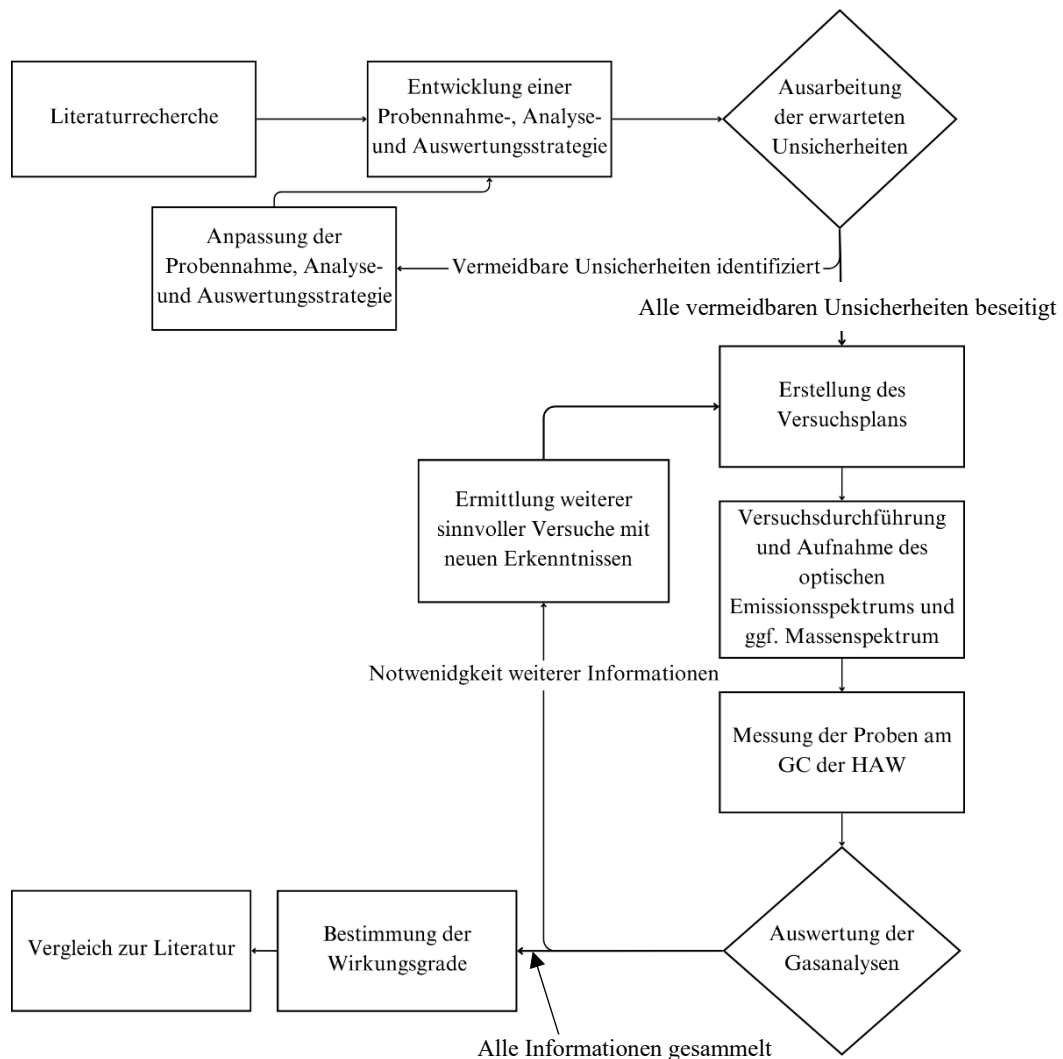 Literaturrecherche
Entwicklung einer
Probennahme-, Analyse-
und Auswertungsstrategie
Ausarbeitung
der erwarteten
Unsicherheiten
Anpassung der
Probennahme, Analyse-
und Auswertungsstrategie
Vermeidbare Unsicherheiten identifiziert
Alle vermeidbaren Unsicherheiten beseitigt
Erstellung des
Versuchsplans
Ermittlung weiterer
sinnvoller Versuche mit
neuen Erkenntnissen
Versuchsdurchführung
und Aufnahme des
optischen
Emissionsspektrums und
ggf. Massenspektrum
Notwenidgkeit weiterer Informationen
Messung der Proben am
GC der HAW
Auswertung der
Gasanalysen
Bestimmung der
Wirkungsgrade
Vergleich zur Literatur
Alle Informationen gesammelt